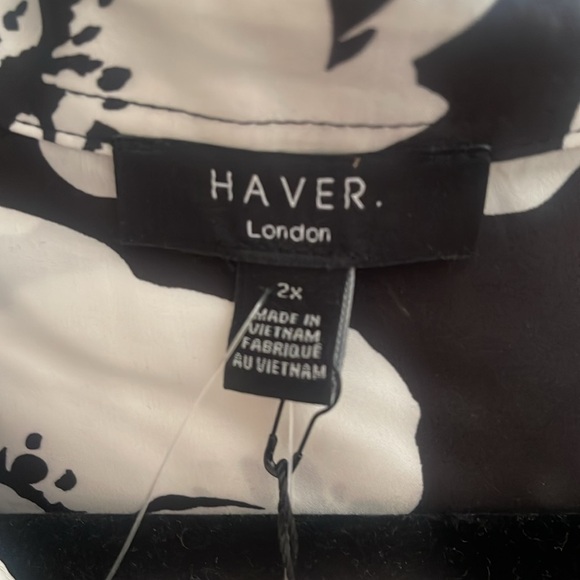 HAVER.
London
2x
MADE IN
VIETNAM
FABRIQUÉ
AU VIETNAM